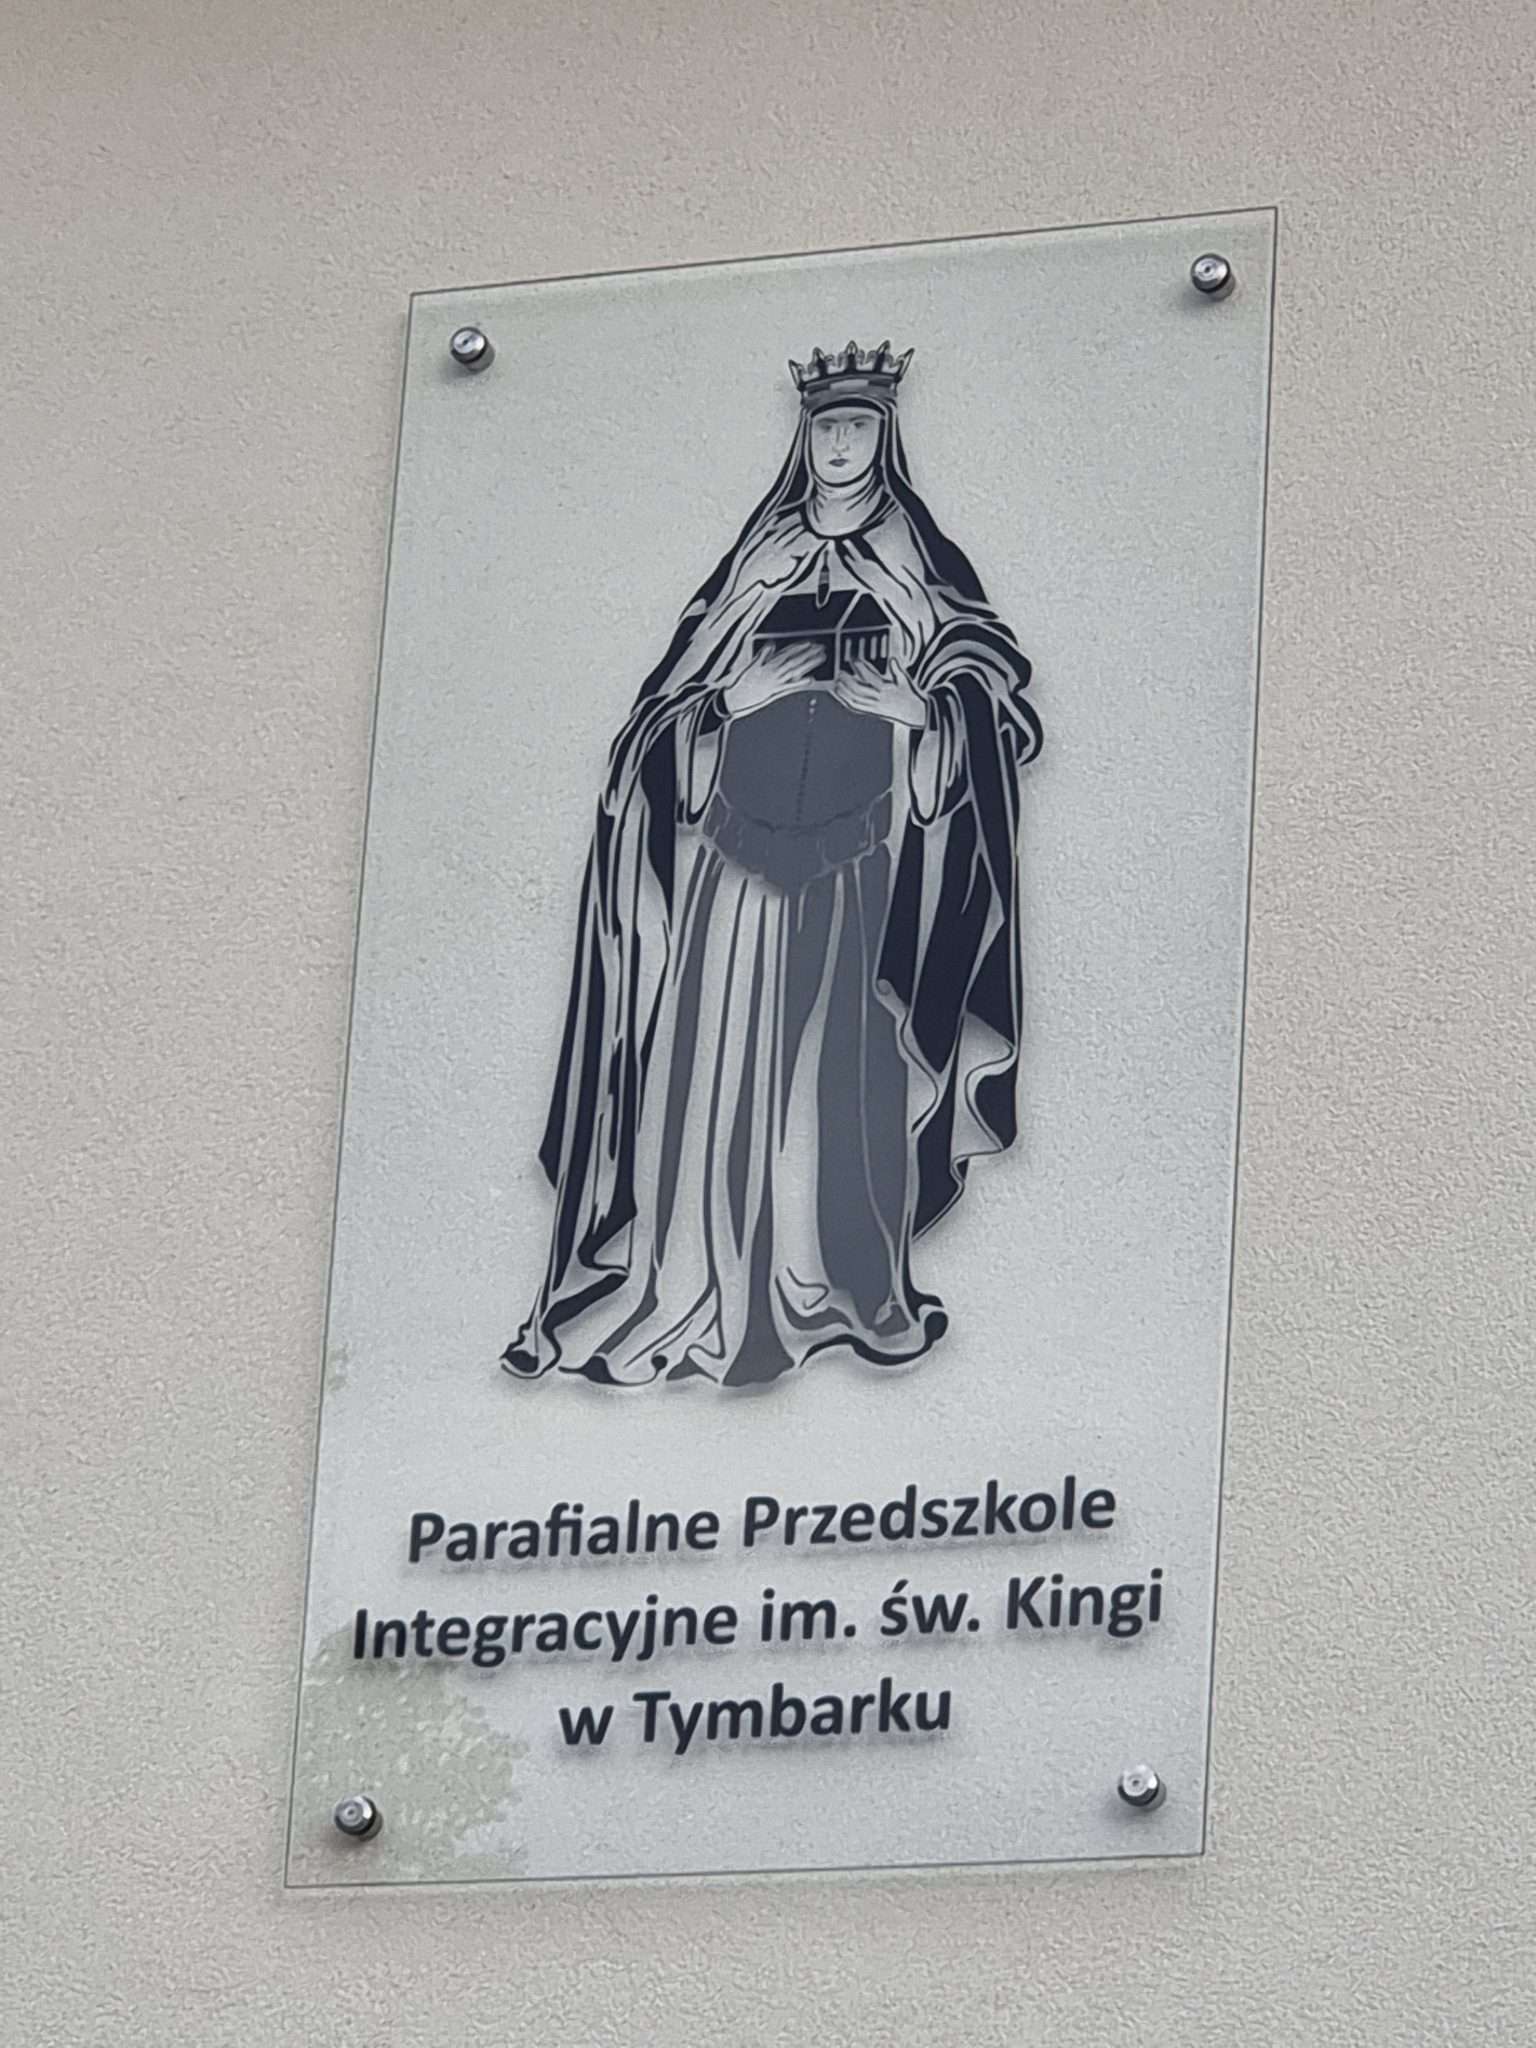 Parafialne Przedszkole
Integracyjne im. św. Kingi
w Tymbarku